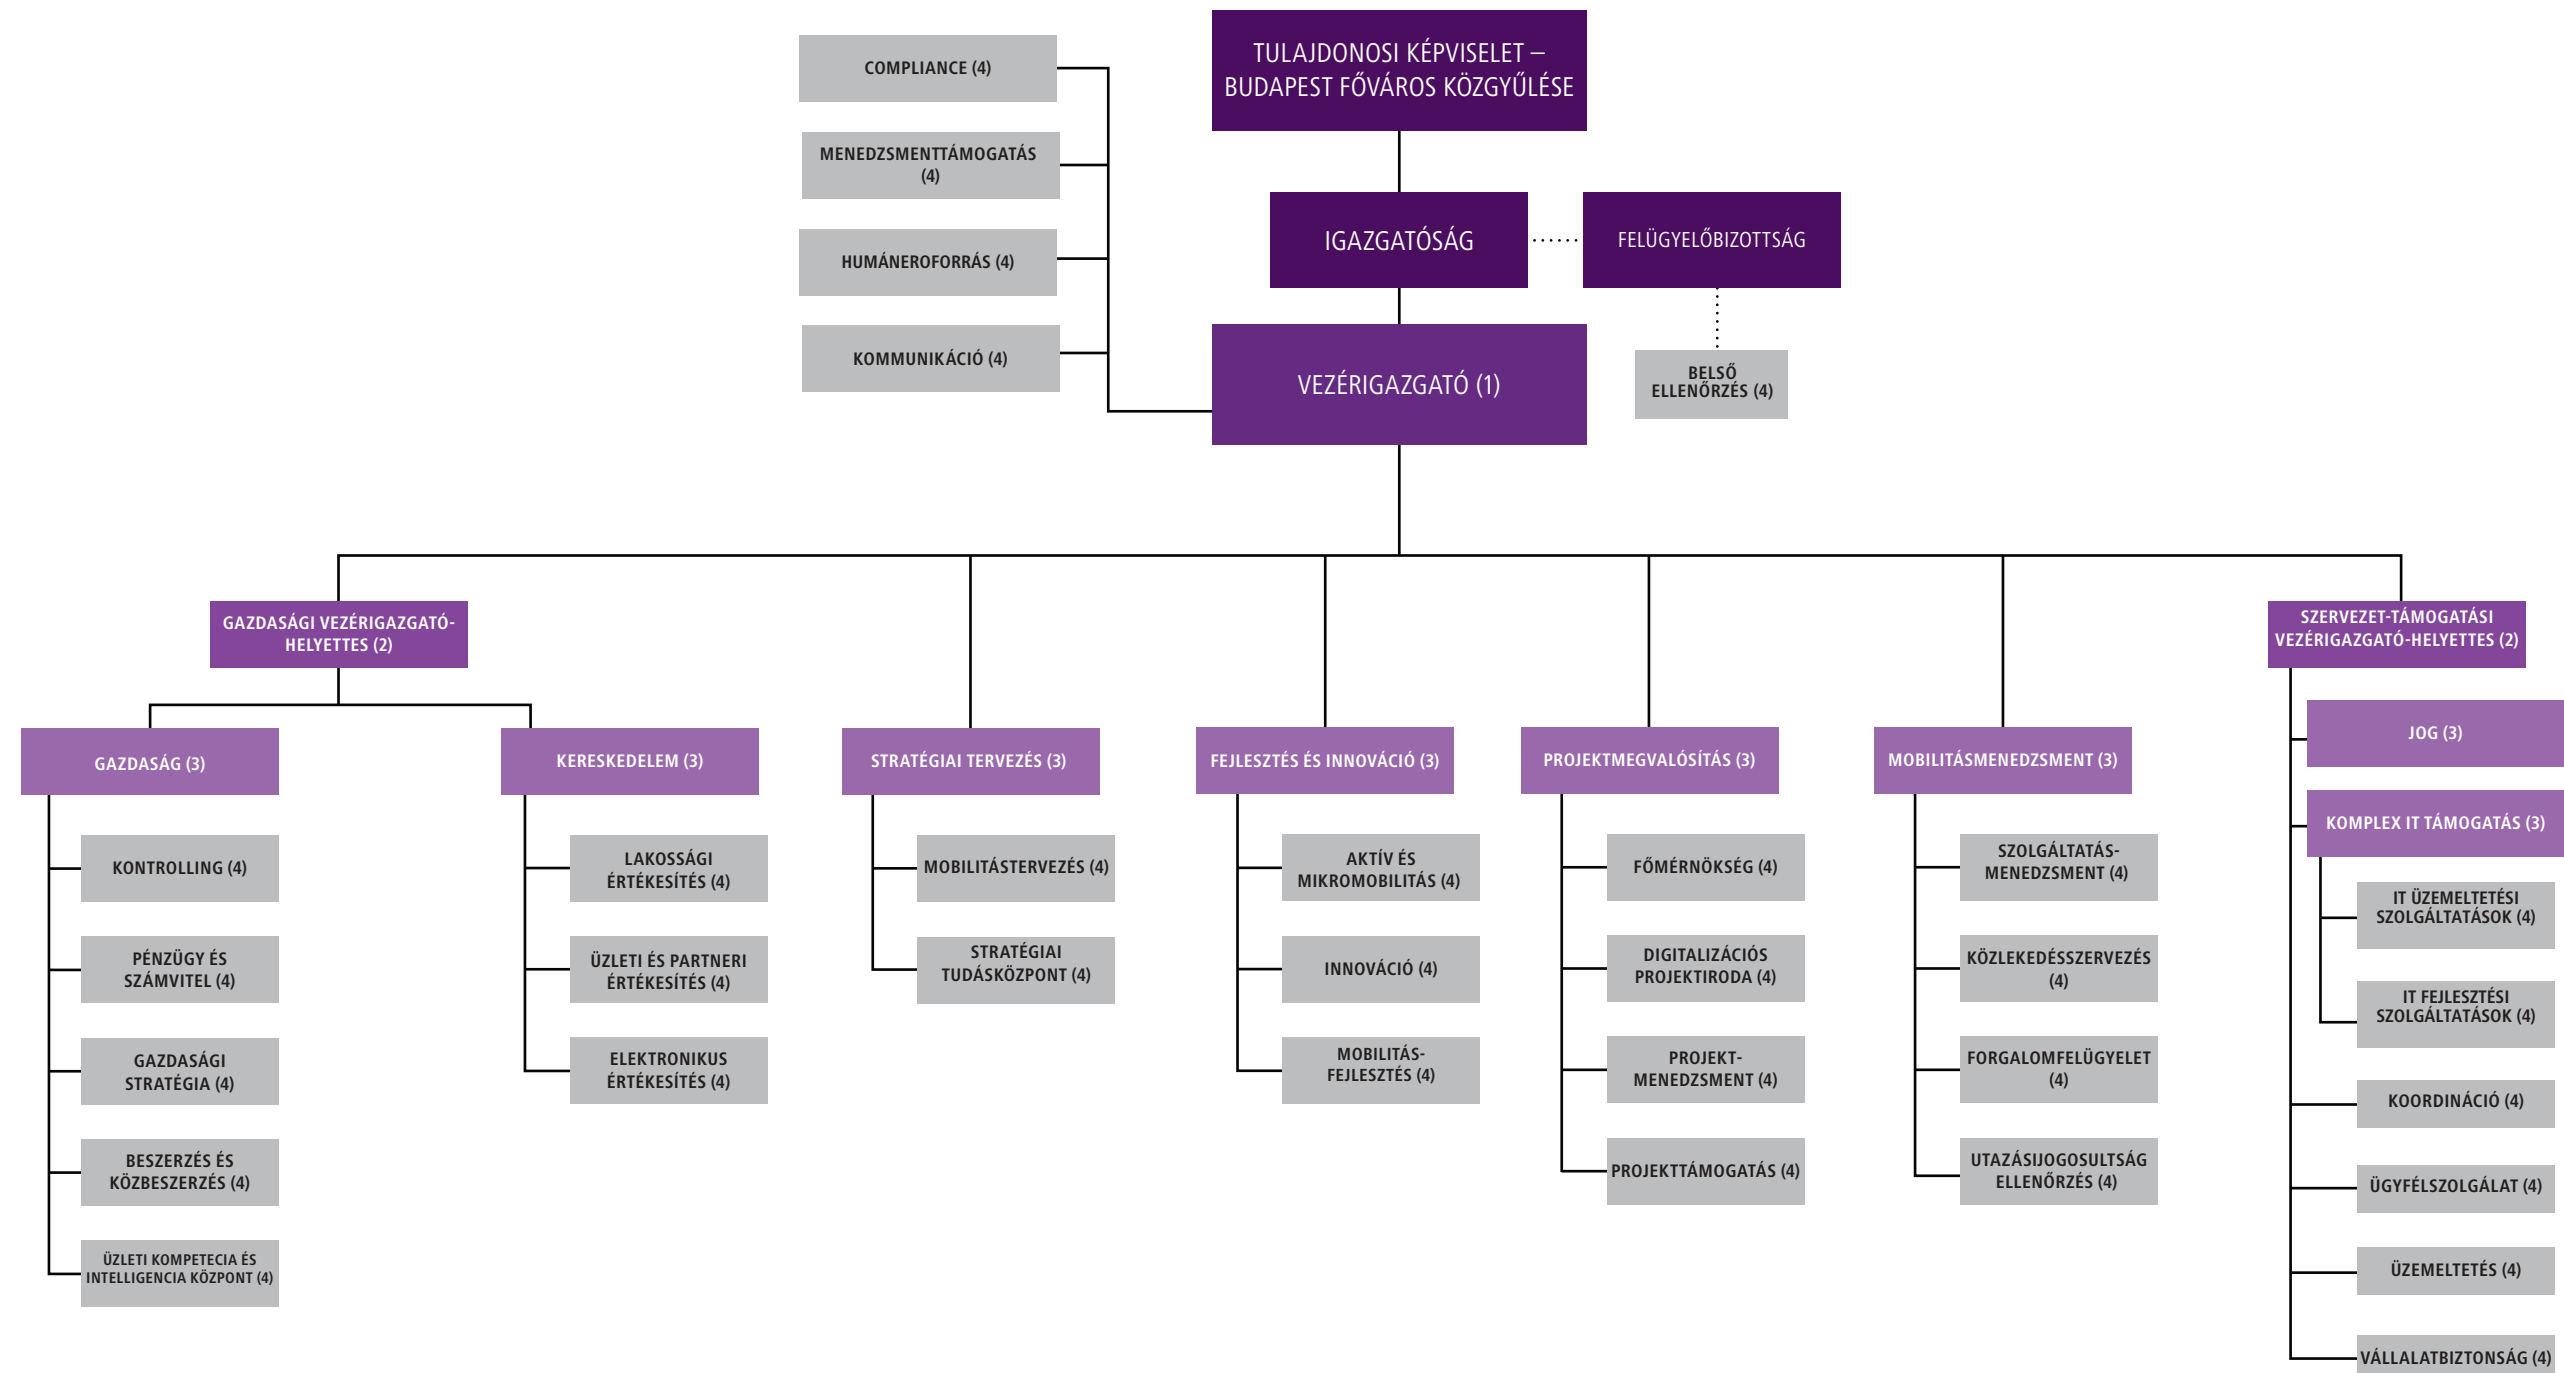 TULAJDONOSI KÉPVISELET –
BUDAPEST FŐVÁROS KÖZGYŰLÉSE
COMPLIANCE (4)
MENEDZSMENTTÁMOGATÁS
(4)
HUMÁNEROFORRÁS (4)
KOMMUNIKÁCIÓ (4)
IGAZGATÓSÁG
FELÜGYELŐBIZOTTSÁG
VEZÉRIGAZGATÓ (1)
BELSŐ
ELLENŐRZÉS (4)
GAZDASÁGI VEZÉRIGAZGATÓ-
HELYETTES (2)
GAZDASÁG (3)
KONTROLLING (4)
PÉNZÜGY ÉS
SZÁMVITEL (4)
GAZDASÁGI
STRATÉGIA (4)
BESZERZÉS ÉS
KÖZBESZERZÉS (4)
ÜZLETI KOMPETECIA ÉS
INTELLIGENCIA KÖZPONT (4)
KERESKEDELEM (3)
LAKOSSÁGI
ÉRTÉKESÍTÉS (4)
ÜZLETI ÉS PARTNERI
ÉRTÉKESÍTÉS (4)
ELEKTRONIKUS
ÉRTÉKESÍTÉS (4)
STRATÉGIAI TERVEZÉS (3)
MOBILITÁSTERVEZÉS (4)
STRATÉGIAI
TUDÁSKÖZPONT (4)
FEJLESZTÉS ÉS INNOVÁCIÓ (3)
AKTÍV ÉS
MIKROMOBILITÁS (4)
INNOVÁCIÓ (4)
MOBILITÁS-
FEJLESZTÉS (4)
PROJEKTMEGVALÓSÍTÁS (3)
FŐMÉRNÖKSÉG (4)
DIGITALIZÁCIÓS
PROJEKTIRODA (4)
PROJEKT-
MENEDZSMENT (4)
PROJEKTTÁMOGATÁS (4)
MOBILITÁSMENEDZSMENT (3)
SZOLGÁLTATÁS-
MENEDZSMENT (4)
KÖZLEKEDÉSSZERVEZÉS
(4)
FORGALOMFELÜGYELET
(4)
UTAZÁSIJOGOSULTSÁG
ELLENŐRZÉS (4)
SZERVEZET-TÁMOGATÁSI
VEZÉRIGAZGATÓ-HELYETTES (2)
JOG (3)
KOMPLEX IT TÁMOGATÁS (3)
IT ÜZEMELTETÉSI
SZOLGÁLTATÁSOK (4)
IT FEJLESZTÉSI
SZOLGÁLTATÁSOK (4)
KOORDINÁCIÓ (4)
ÜGYFÉLSZOLGÁLAT (4)
ÜZEMELTETÉS (4)
VÁLLALATBIZTONSÁG (4)